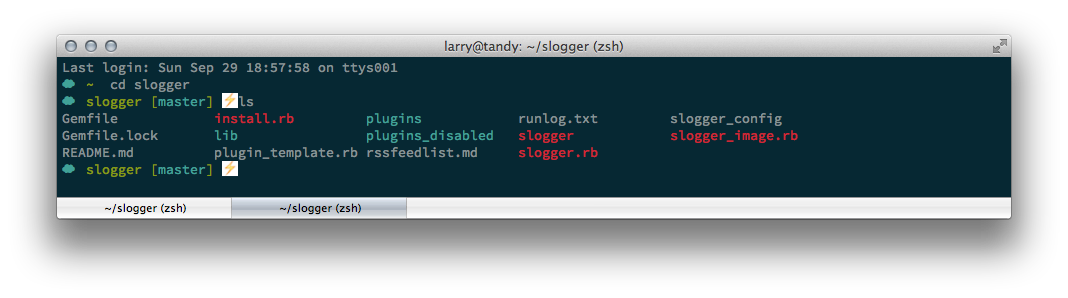 larry@tandy: ~/slogger (zsh)
Last login: Sun Sep 29 18:57:58 on ttys001
☁  ~  cd slogger
☁  slogger [master] ⚡ls
Gemfile install.rb plugins runlog.txt slogger_config
Gemfile.lock lib plugins_disabled slogger slogger_image.rb
README.md plugin_template.rb rssfeedlist.md slogger.rb
☁  slogger [master] ⚡
~/slogger (zsh) ~/slogger (zsh)